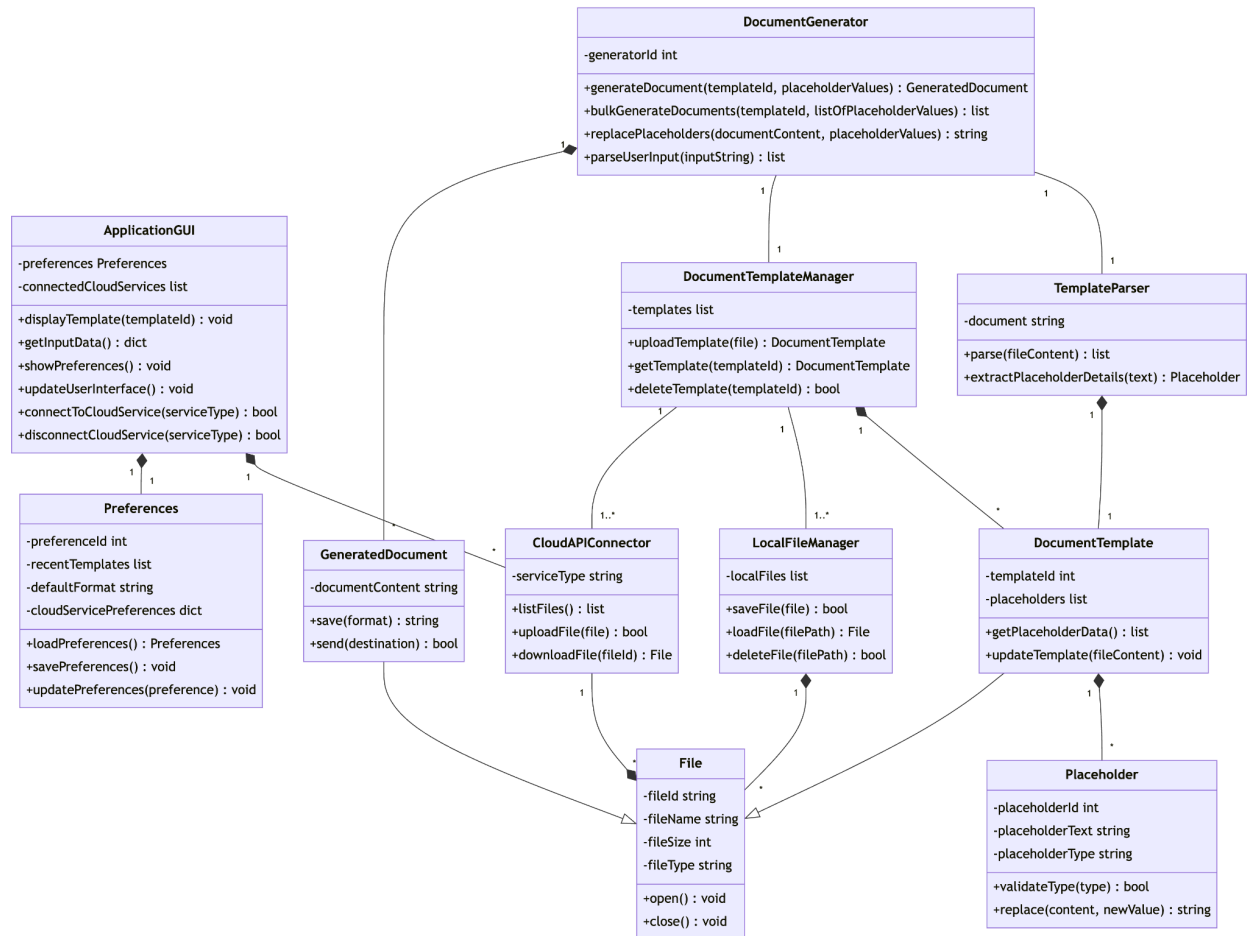 DocumentGenerator
-generatorId int
+generateDocument(templateId, placeholderValues) : GeneratedDocument
+bulkGenerateDocuments(templateId, listOfPlaceholderValues) : list
+replacePlaceholders(documentContent, placeholderValues) : string
+parseUserInput(inputString) : list
1
1
1
1
1
ApplicationGUI
-preferences Preferences
-connectedCloudServices list
+displayTemplate(templateId) : void
+getInputData() : dict
+showPreferences() : void
+updateUserInterface() : void
+connectToCloudService(serviceType) : bool
+disconnectCloudService(serviceType) : bool
DocumentTemplateManager
-templates list
+uploadTemplate(file) : DocumentTemplate
+getTemplate(templateId) : DocumentTemplate
+deleteTemplate(templateId) : bool
TemplateParser
-document string
+parse(fileContent) : list
+extractPlaceholderDetails(text) : Placeholder
1
1
1
1
1
1
1
Preferences
-preferenceId int
-recentTemplates list
-defaultFormat string
-cloudServicePreferences dict
+loadPreferences() : Preferences
+savePreferences() : void
+updatePreferences(preference) : void
*
*
1..*
1..*
*
1
GeneratedDocument
-documentContent string
+save(format) : string
+send(destination) : bool
CloudAPIConnector
-serviceType string
+listFiles() : list
+uploadFile(file) : bool
+downloadFile(fileId) : File
LocalFileManager
-localFiles list
+saveFile(file) : bool
+loadFile(filePath) : File
+deleteFile(filePath) : bool
DocumentTemplate
-templateId int
-placeholders list
+getPlaceholderData() : list
+updateTemplate(fileContent) : void
1
1
1
*
*
*
File
-fileId string
-fileName string
-fileSize int
-fileType string
+open() : void
+close() : void
Placeholder
-placeholderId int
-placeholderText string
-placeholderType string
+validateType(type) : bool
+replace(content, newValue) : string